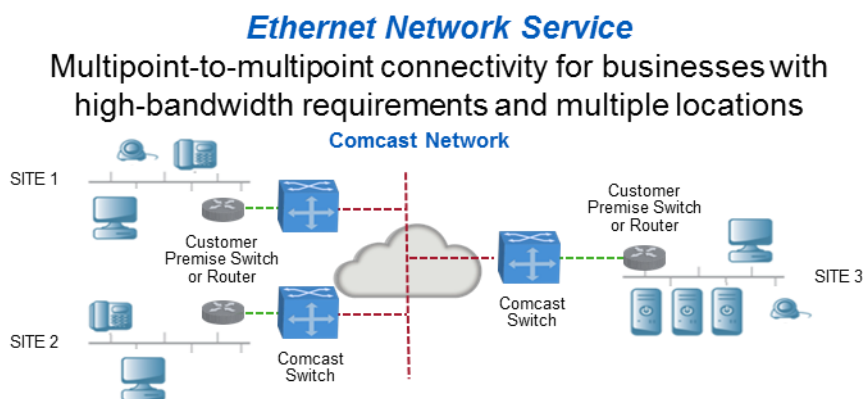 Ethernet Network Service
Multipoint-to-multipoint connectivity for businesses with
high-bandwidth requirements and multiple locations
Comcast Network
SITE 1
Customer
Premise Switch
or Router
Customer
Premise Switch
or Router
SITE 3
Comcast
Switch
SITE 2
Comcast
Switch